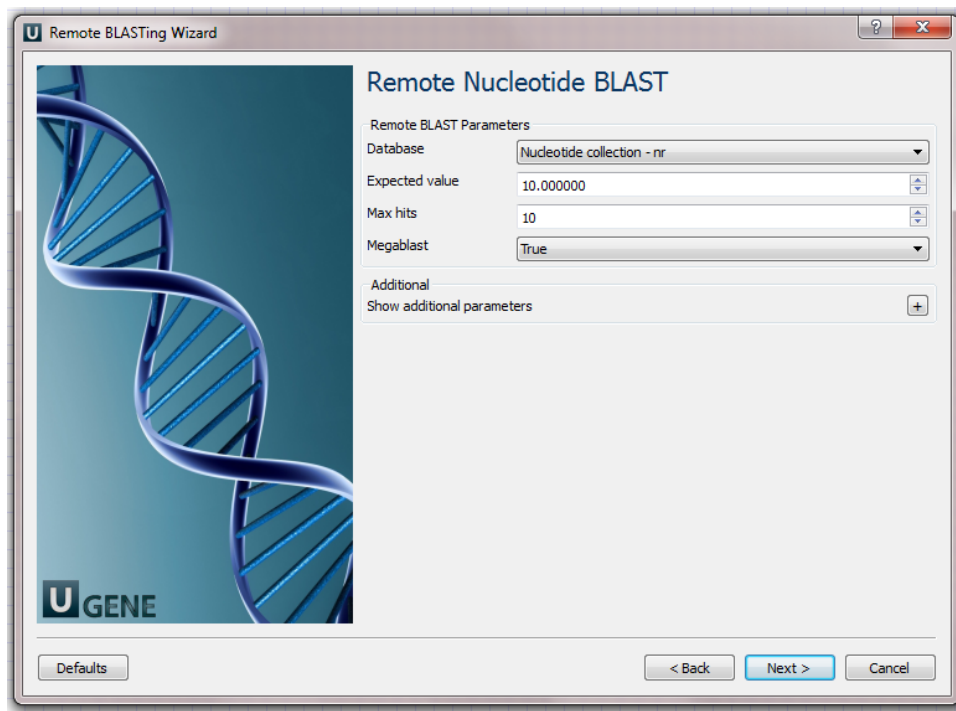 U Remote BLASTing Wizard
?
Remote Nucleotide BLAST
Remote BLAST Parameters
Database Nucleotide collection - nr
Expected value 10.000000
Max hits 10
Megablast True
Additional
Show additional parameters +
U GENE
Defaults < Back Next > Cancel